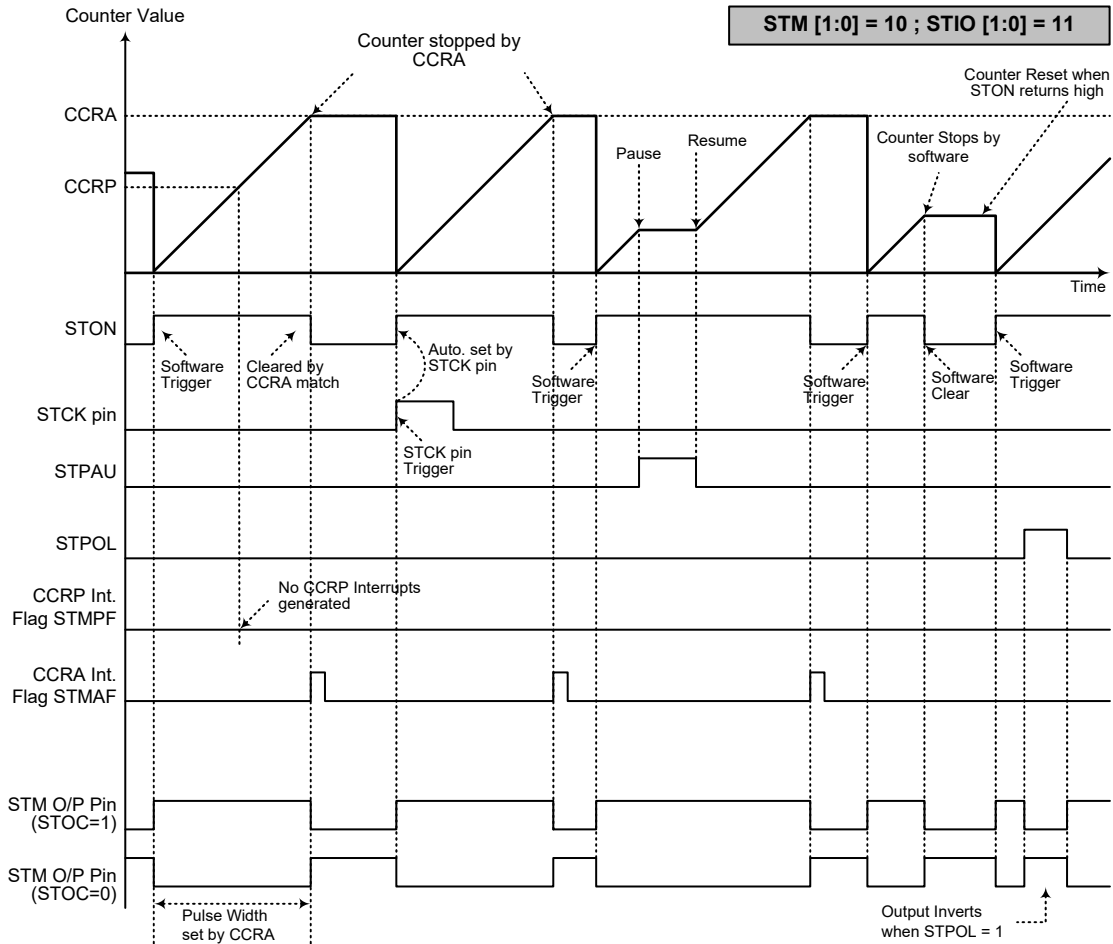 Counter Value
STM [1:0] = 10 ; STIO [1:0] = 11
Counter stopped by
CCRA
Counter Reset when
STON returns high
CCRA
Pause
Resume
Counter Stops by
software
CCRP
Time
STON
Software
Trigger
Cleared by
CCRA match
Auto. set by
STCK pin
Software
Trigger
Software
Trigger
Software
Clear
Software
Trigger
STCK pin
STCK pin
Trigger
STPAU
STPOL
CCRP Int.
Flag STMPF
No CCRP Interrupts
generated
CCRA Int.
Flag STMAF
STM O/P Pin
(STOC=1)
STM O/P Pin
(STOC=0)
Pulse Width
set by CCRA
Output Inverts
when STPOL = 1